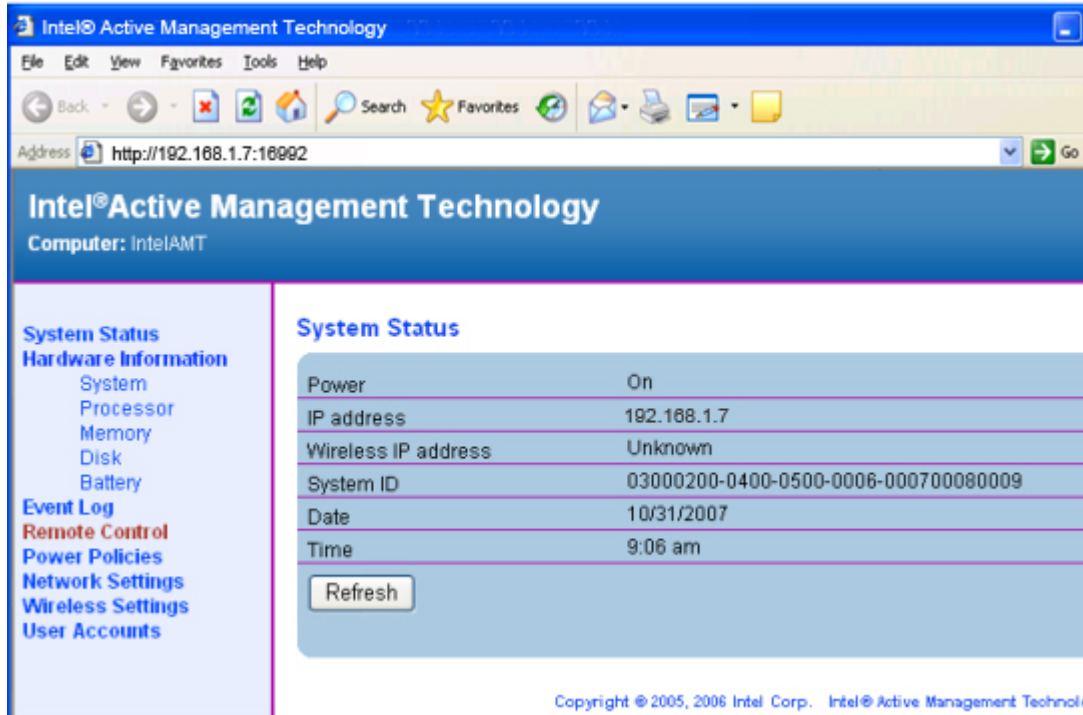 Intel® Active Management Technology
File Edit View Favorites Tools Help
Back Search Favorites
Address http://192.168.1.7:16992 Go
Intel®Active Management Technology
Computer: IntelAMT
System Status
Hardware Information
System
Processor
Memory
Disk
Battery
Event Log
Remote Control
Power Policies
Network Settings
Wireless Settings
User Accounts
System Status
Power On
IP address 192.168.1.7
Wireless IP address Unknown
System ID 03000200-0400-0500-0006-000700080009
Date 10/31/2007
Time 9:06 am
Refresh
Copyright © 2005, 2006 Intel Corp. Intel® Active Management Technol